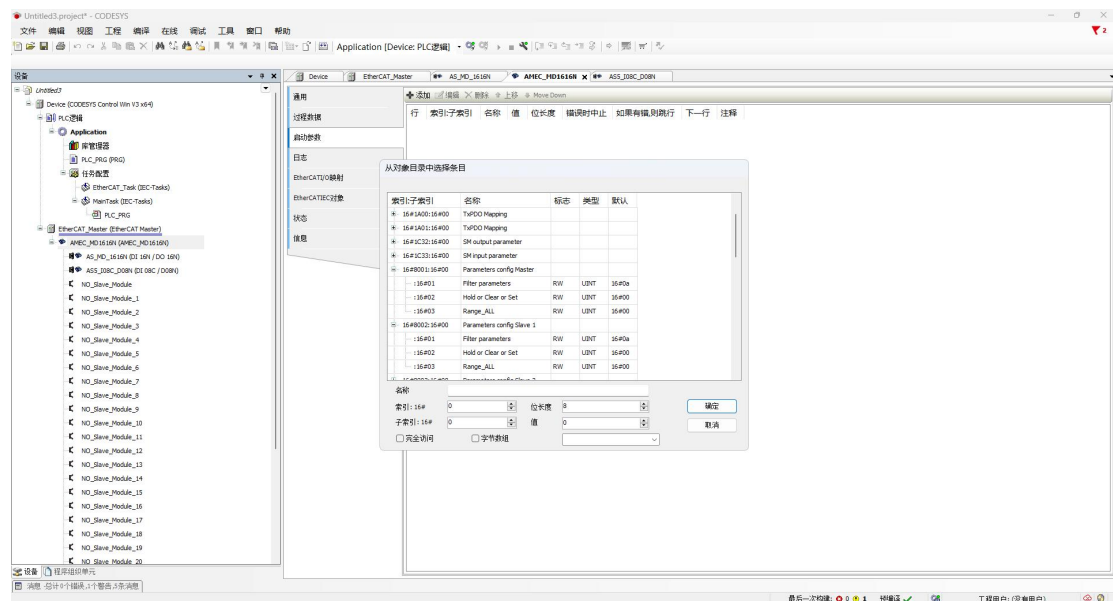 Untitled3.project* - CODESYS
文件 编辑 视图 工程 编译 在线 调试 工具 窗口 帮助
2
Application [Device: PLC逻辑]
设备
Untitled3
Device (CODESYS Control Win V3 x64)
PLC逻辑
Application
库管理器
PLC_PRG (PRG)
任务配置
EtherCAT_Task (IEC-Tasks)
MainTask (IEC-Tasks)
PLC_PRG
EtherCAT_Master (EtherCAT Master)
AMEC_MD1616N (AMEC_MD1616N)
AS_MD_1616N (DI 16N / DO 16N)
AS5_I08C_D08N (DI 08C / D08N)
NO_Slave_Module
NO_Slave_Module_1
NO_Slave_Module_2
NO_Slave_Module_3
NO_Slave_Module_4
NO_Slave_Module_5
NO_Slave_Module_6
NO_Slave_Module_7
NO_Slave_Module_8
NO_Slave_Module_9
NO_Slave_Module_10
NO_Slave_Module_11
NO_Slave_Module_12
NO_Slave_Module_13
NO_Slave_Module_14
NO_Slave_Module_15
NO_Slave_Module_16
NO_Slave_Module_17
NO_Slave_Module_18
NO_Slave_Module_19
NO_Slave_Module_20
设备 程序组织单元
Device EtherCAT_Master AS_MD_1616N AMEC_MD1616N AS5_I08C_D08N
通用
过程数据
启动参数
日志
EtherCATI/O映射
EtherCATIEC对象
状态
信息
添加 编辑 删除 上移 Move Down
行 索引:子索引 名称 值 位长度 错误时中止 如果有错,则跳行 下一行 注释
从对象目录中选择条目
索引:子索引 名称 标志 类型 默认
16#1A00:16#00 TxPDO Mapping
16#1A01:16#00 TxPDO Mapping
16#1C32:16#00 SM output parameter
16#1C33:16#00 SM input parameter
16#8001:16#00 Parameters config Master
:16#01 Filter parameters RW UINT 16#0a
:16#02 Hold or Clear or Set RW UINT 16#00
:16#03 Range_ALL RW UINT 16#00
16#8002:16#00 Parameters config Slave 1
:16#01 Filter parameters RW UINT 16#0a
:16#02 Hold or Clear or Set RW UINT 16#00
:16#03 Range_ALL RW UINT 16#00
名称
索引: 16# 0 位长度 8 确定
子索引: 16# 0 值 0 取消
完全访问 字节数组
消息 -总计0个错误,1个警告,5条消息
最后一次构建: 0 1 预编译 工程用户: (没有用户)